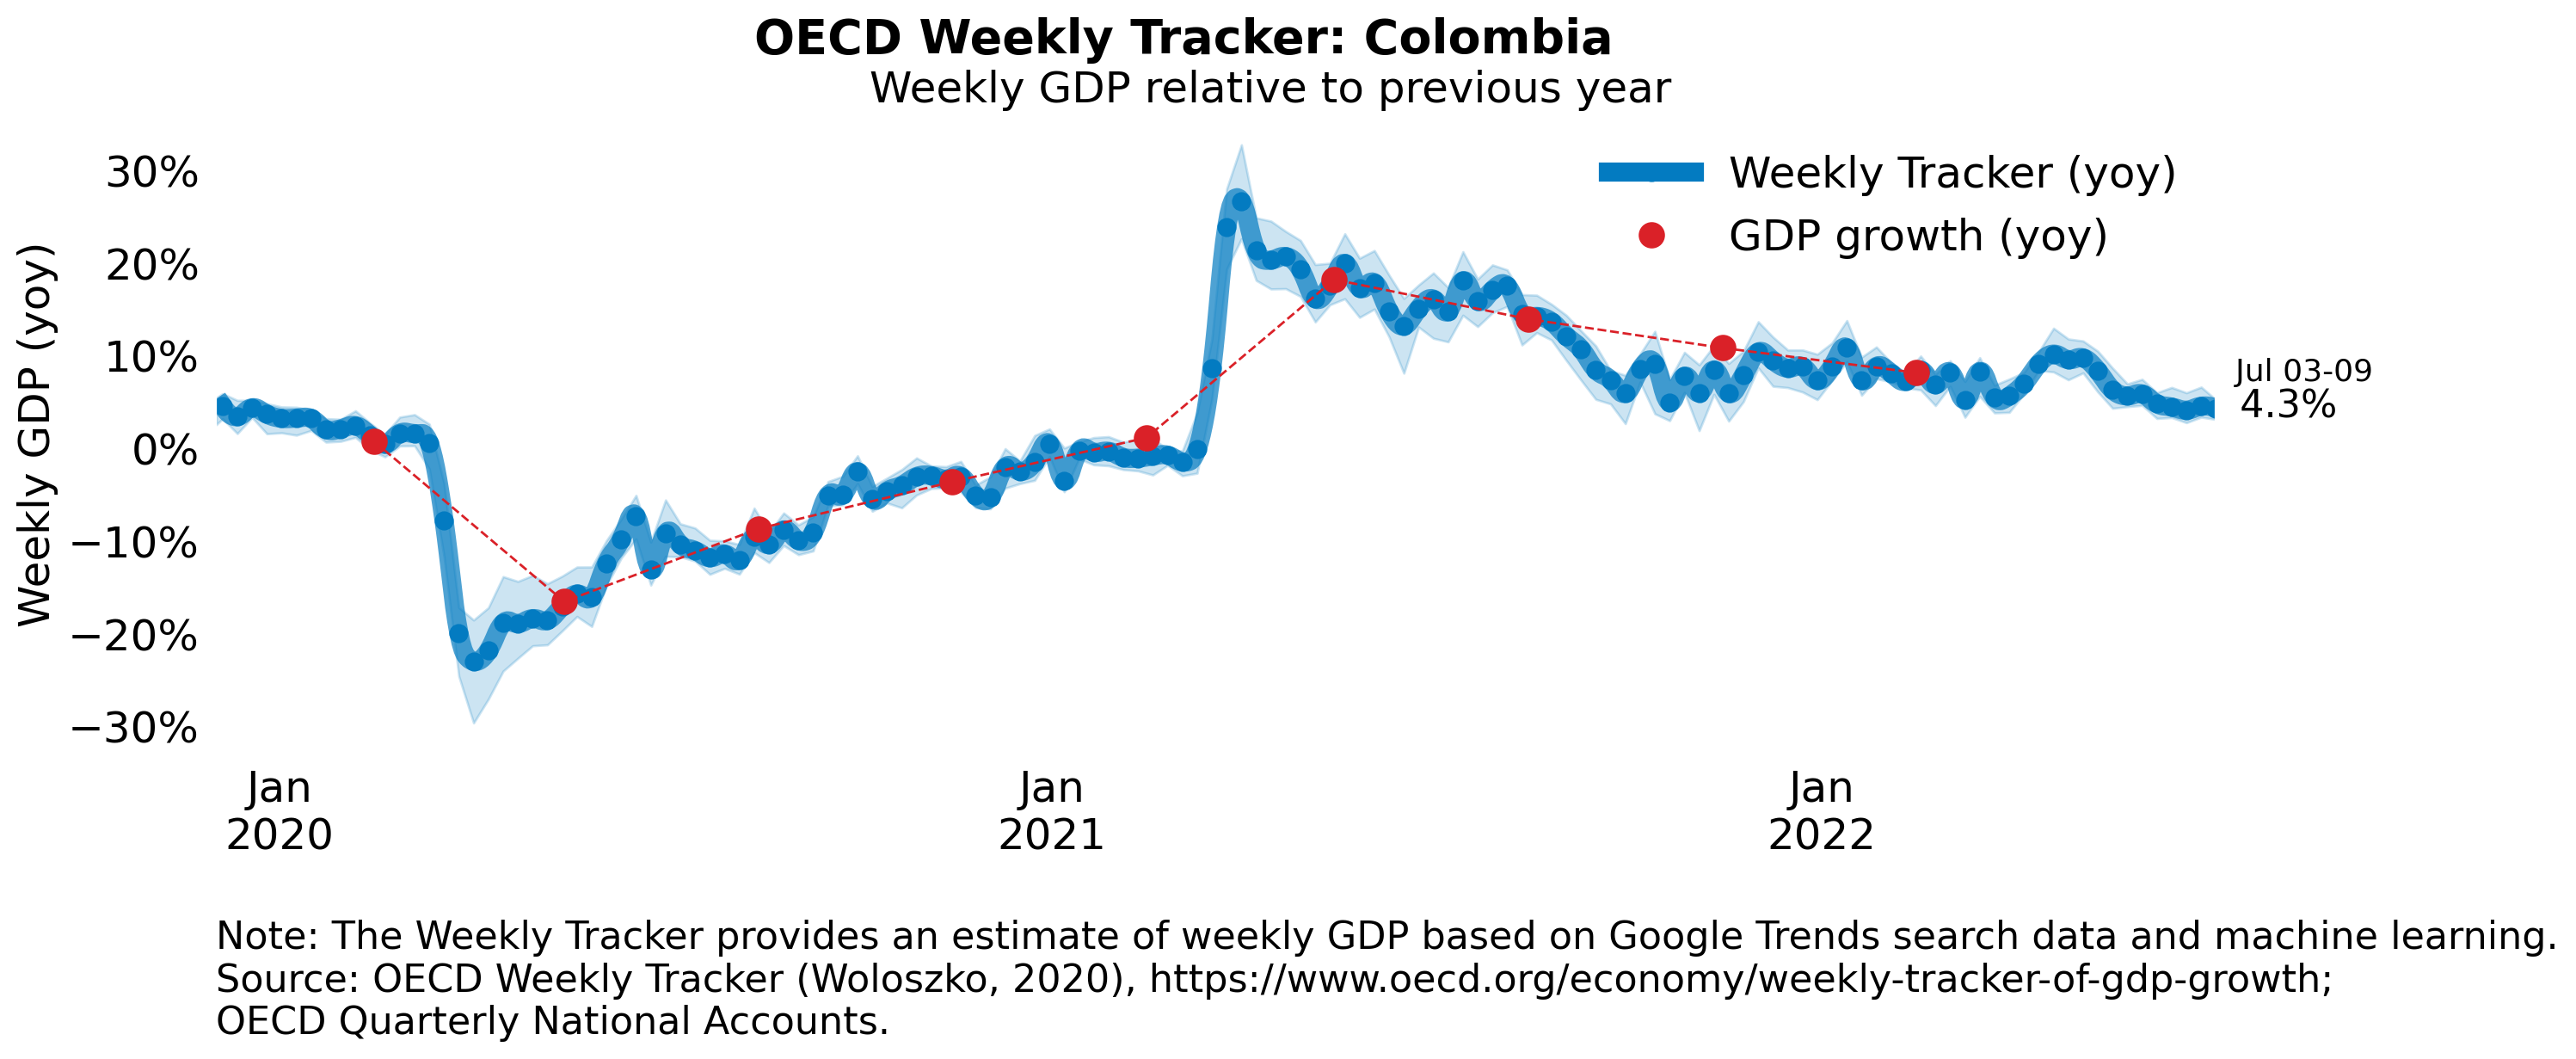 OECD Weekly Tracker: Colombia
Weekly GDP relative to previous year
Weekly GDP (yoy)
30%
20%
10%
0%
−10%
−20%
−30%
Weekly Tracker (yoy)
GDP growth (yoy)
Jul 03-09
4.3%
Jan
2020
Jan
2021
Jan
2022
Note: The Weekly Tracker provides an estimate of weekly GDP based on Google Trends search data and machine learning.
Source: OECD Weekly Tracker (Woloszko, 2020), https://www.oecd.org/economy/weekly-tracker-of-gdp-growth;
OECD Quarterly National Accounts.